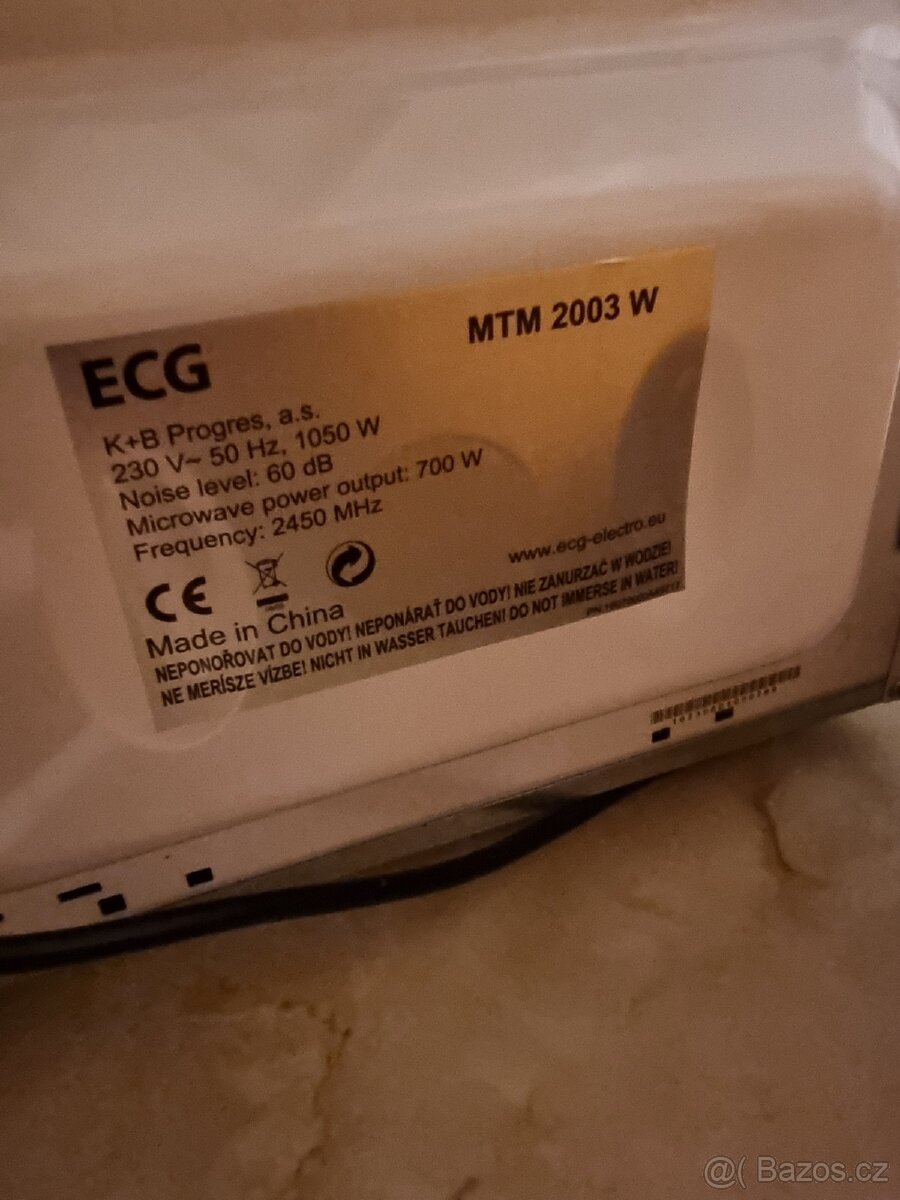 MTM 2003 W
ECG
K+B Progres, a.s.
230 V~ 50 Hz, 1050 W
Noise level: 60 dB
Microwave power output: 700 W
Frequency: 2450 MHz
www.ecg-electro.eu
CE
Made in China
NEPONOŘOVAT DO VODY! NEPONÁRAŤ DO VODY! NIE ZANURZAĆ W WODZIE!
NE MERÍSZE VÍZBE! NICHT IN WASSER TAUCHEN! DO NOT IMMERSE IN WATER!
@( Bazos.cz